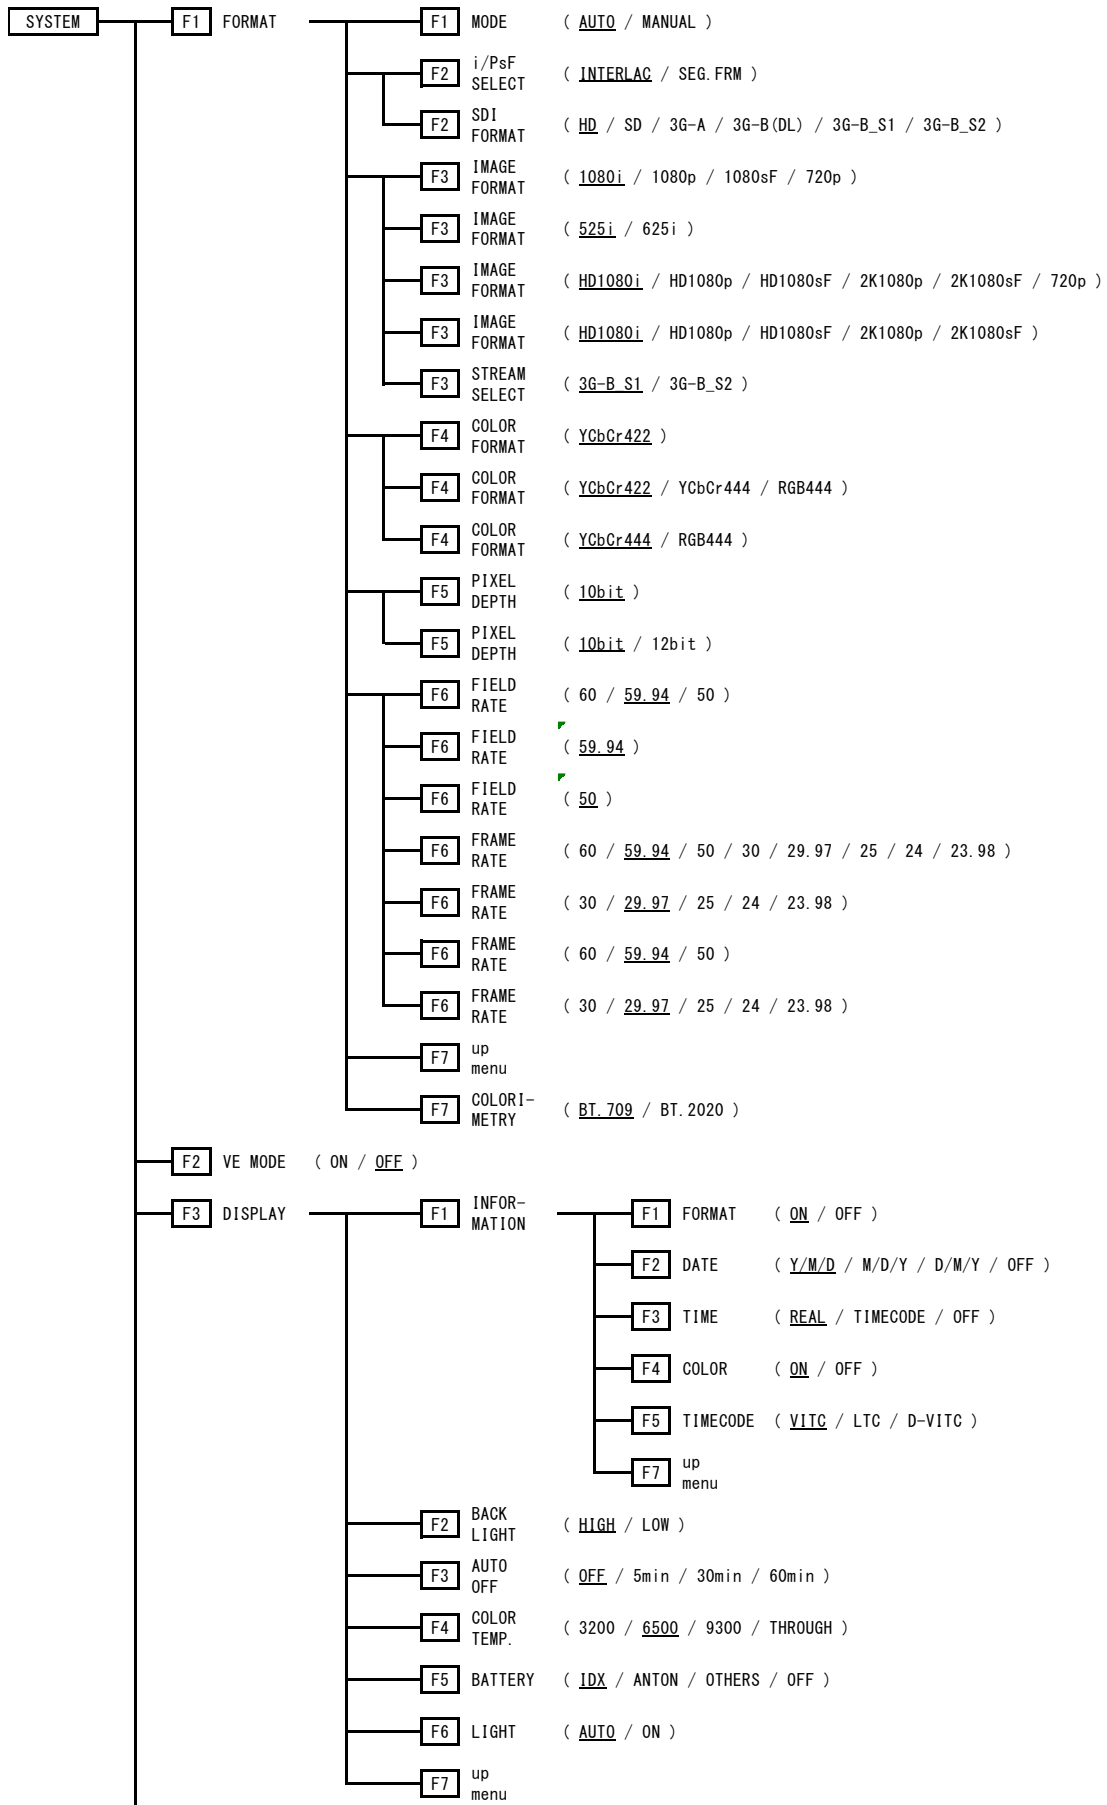 SYSTEM F1 FORMAT F1 MODE ( AUTO / MANUAL )
F2 i/PsF SELECT ( INTERLAC / SEG.FRM )
F2 SDI FORMAT ( HD / SD / 3G-A / 3G-B(DL) / 3G-B_S1 / 3G-B_S2 )
F3 IMAGE FORMAT ( 1080i / 1080p / 1080sF / 720p )
F3 IMAGE FORMAT ( 525i / 625i )
F3 IMAGE FORMAT ( HD1080i / HD1080p / HD1080sF / 2K1080p / 2K1080sF / 720p )
F3 IMAGE FORMAT ( HD1080i / HD1080p / HD1080sF / 2K1080p / 2K1080sF )
F3 STREAM SELECT ( 3G-B_S1 / 3G-B_S2 )
F4 COLOR FORMAT ( YCbCr422 )
F4 COLOR FORMAT ( YCbCr422 / YCbCr444 / RGB444 )
F4 COLOR FORMAT ( YCbCr444 / RGB444 )
F5 PIXEL DEPTH ( 10bit )
F5 PIXEL DEPTH ( 10bit / 12bit )
F6 FIELD RATE ( 60 / 59.94 / 50 )
F6 FIELD RATE ( 59.94 )
F6 FIELD RATE ( 50 )
F6 FRAME RATE ( 60 / 59.94 / 50 / 30 / 29.97 / 25 / 24 / 23.98 )
F6 FRAME RATE ( 30 / 29.97 / 25 / 24 / 23.98 )
F6 FRAME RATE ( 60 / 59.94 / 50 )
F6 FRAME RATE ( 30 / 29.97 / 25 / 24 / 23.98 )
F7 up menu
F7 COLORI-METRY ( BT.709 / BT.2020 )
F2 VE MODE ( ON / OFF )
F3 DISPLAY F1 INFOR-MATION F1 FORMAT ( ON / OFF )
F2 DATE ( Y/M/D / M/D/Y / D/M/Y / OFF )
F3 TIME ( REAL / TIMECODE / OFF )
F4 COLOR ( ON / OFF )
F5 TIMECODE ( VITC / LTC / D-VITC )
F7 up menu
F2 BACK LIGHT ( HIGH / LOW )
F3 AUTO OFF ( OFF / 5min / 30min / 60min )
F4 COLOR TEMP. ( 3200 / 6500 / 9300 / THROUGH )
F5 BATTERY ( IDX / ANTON / OTHERS / OFF )
F6 LIGHT ( AUTO / ON )
F7 up menu